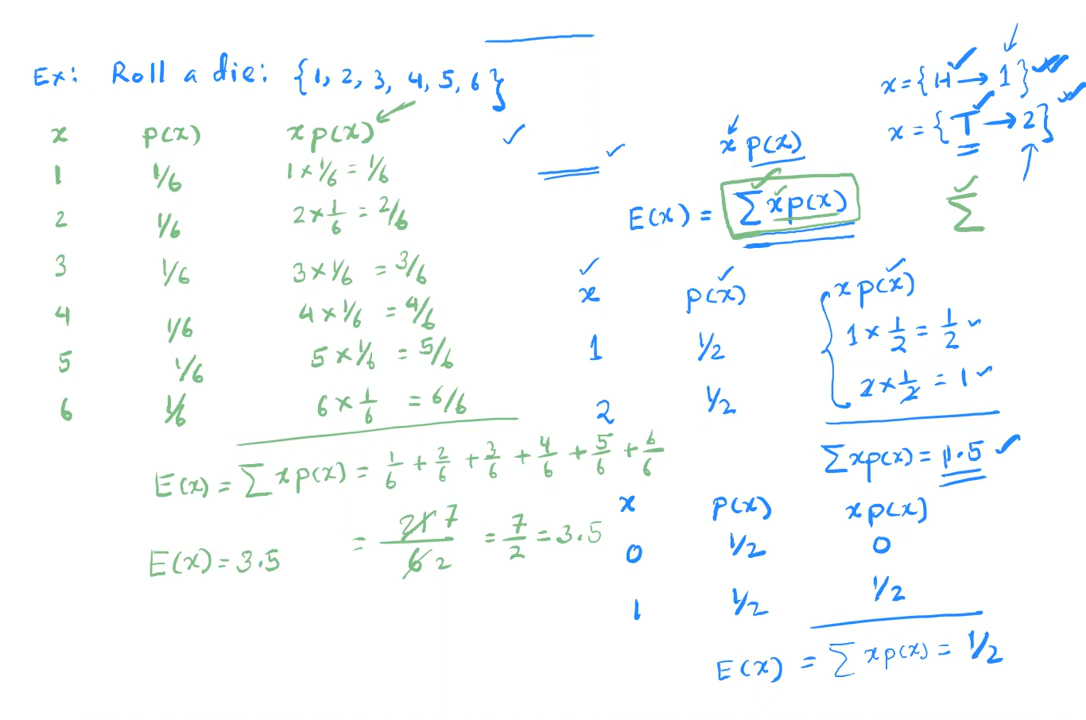 Ex: Roll a die: {1, 2, 3, 4, 5, 6}
x p(x) xp(x)
1 1/6 1 × 1/6 = 1/6
2 1/6 2 × 1/6 = 2/6
3 1/6 3 × 1/6 = 3/6
4 1/6 4 × 1/6 = 4/6
5 1/6 5 × 1/6 = 5/6
6 1/6 6 × 1/6 = 6/6
E(x) = ∑ xp(x) = 1/6 + 2/6 + 3/6 + 4/6 + 5/6 + 6/6
= 21 7 / 6 2 = 7/2 = 3.5
E(x) = 3.5
x = {H → 1}
x = {T → 2}
x p(x)
E(x) = ∑ xp(x)
∑
x p(x) xp(x)
1 1/2 1 × 1/2 = 1/2
2 1/2 2 × 1/2 = 1
∑xp(x) = 1.5
x p(x) xp(x)
0 1/2 0
1 1/2 1/2
E(x) = ∑ xp(x) = 1/2